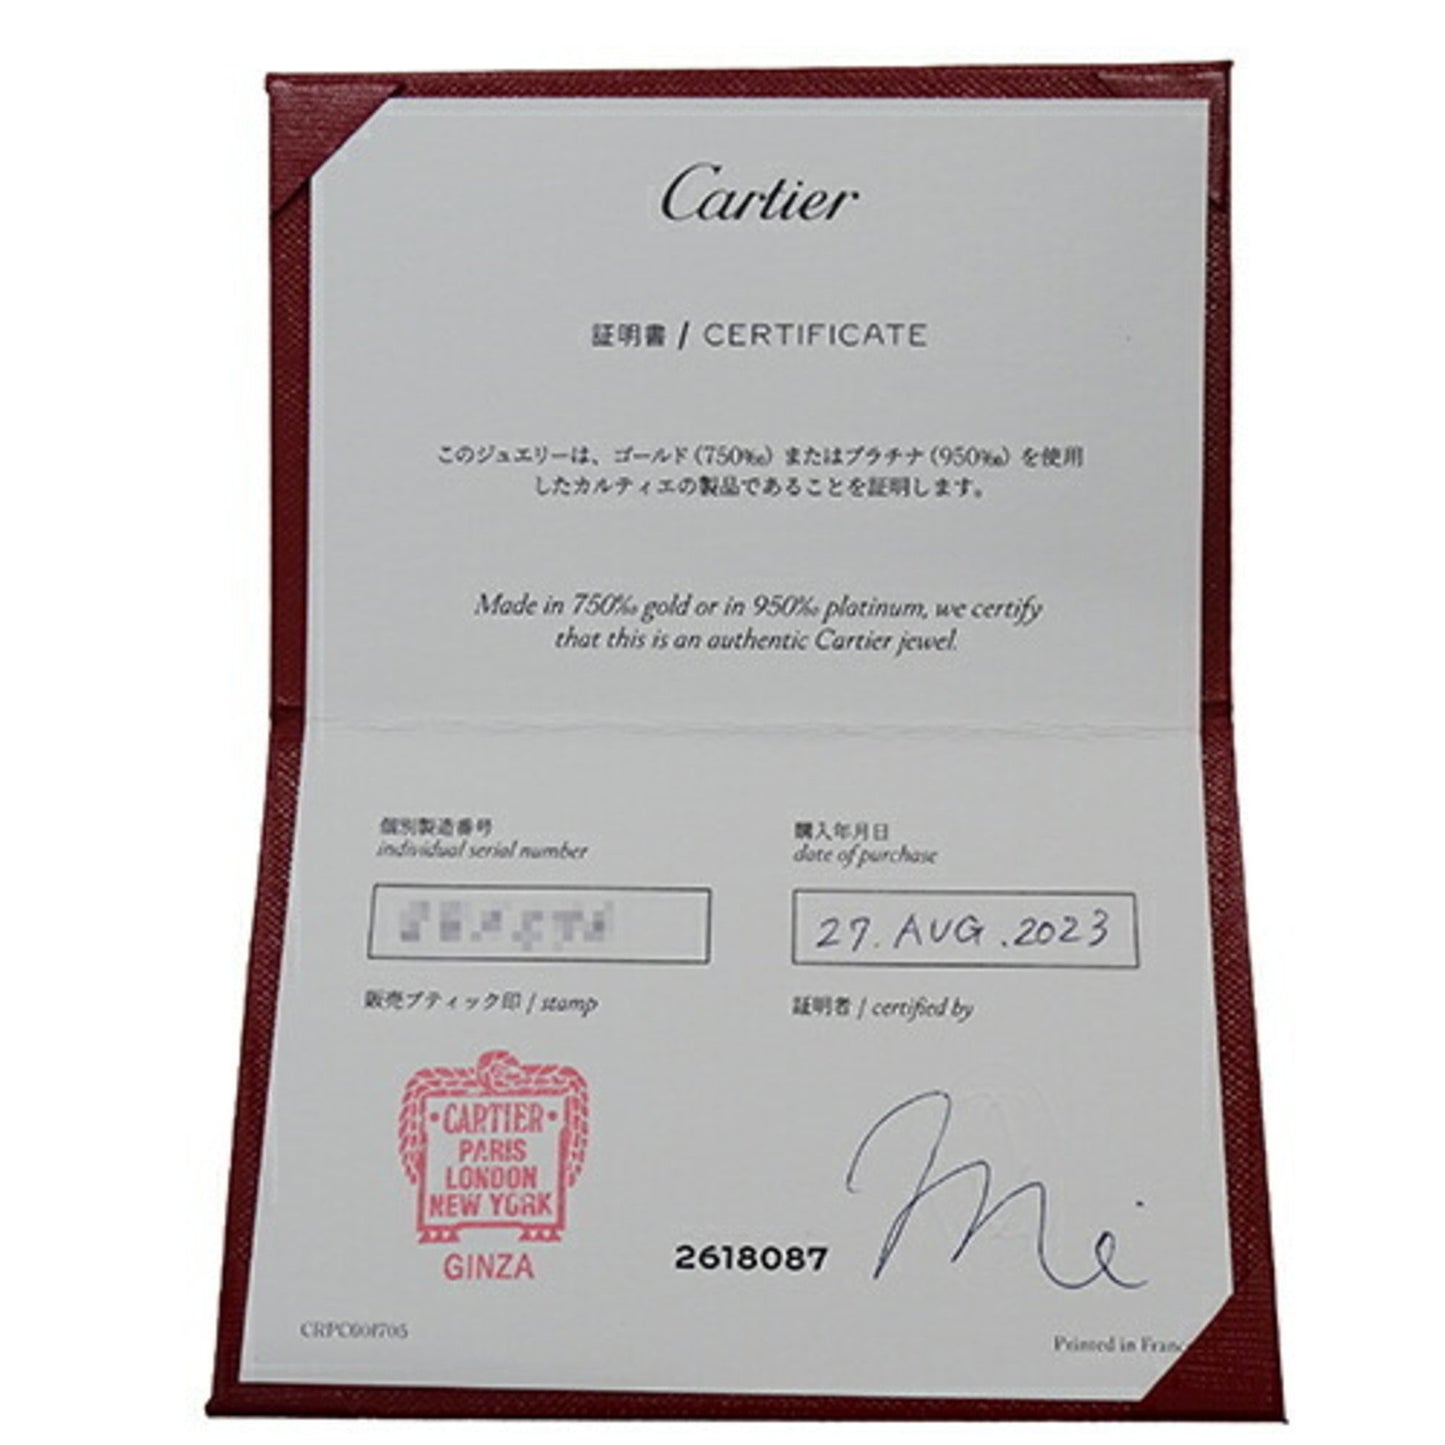 Cartier
証明書 / CERTIFICATE
このジュエリーは、ゴールド(750‰) またはプラチナ(950‰) を使用
したカルティエの製品であることを証明します。
Made in 750‰ gold or in 950‰ platinum, we certify
that this is an authentic Cartier jewel.
個別製造番号
individual serial number
購入年月日
date of purchase
27. AUG. 2023
販売ブティック印 / stamp
証明者 / certified by
CARTIER
PARIS
LONDON
NEW YORK
GINZA
2618087
Printed in Franc